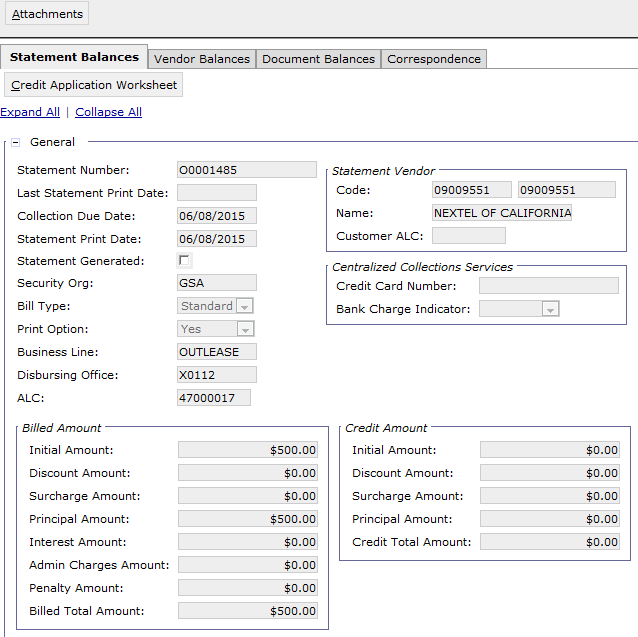 Attachments
Statement Balances Vendor Balances Document Balances Correspondence
Credit Application Worksheet
Expand All | Collapse All
General
Statement Number: O0001485
Last Statement Print Date:
Collection Due Date: 06/08/2015
Statement Print Date: 06/08/2015
Statement Generated:
Security Org: GSA
Bill Type: Standard
Print Option: Yes
Business Line: OUTLEASE
Disbursing Office: X0112
ALC: 47000017
Statement Vendor
Code: 09009551 09009551
Name: NEXTEL OF CALIFORNIA
Customer ALC:
Centralized Collections Services
Credit Card Number:
Bank Charge Indicator:
Billed Amount
Initial Amount: $500.00
Discount Amount: $0.00
Surcharge Amount: $0.00
Principal Amount: $500.00
Interest Amount: $0.00
Admin Charges Amount: $0.00
Penalty Amount: $0.00
Billed Total Amount: $500.00
Credit Amount
Initial Amount: $0.00
Discount Amount: $0.00
Surcharge Amount: $0.00
Principal Amount: $0.00
Credit Total Amount: $0.00